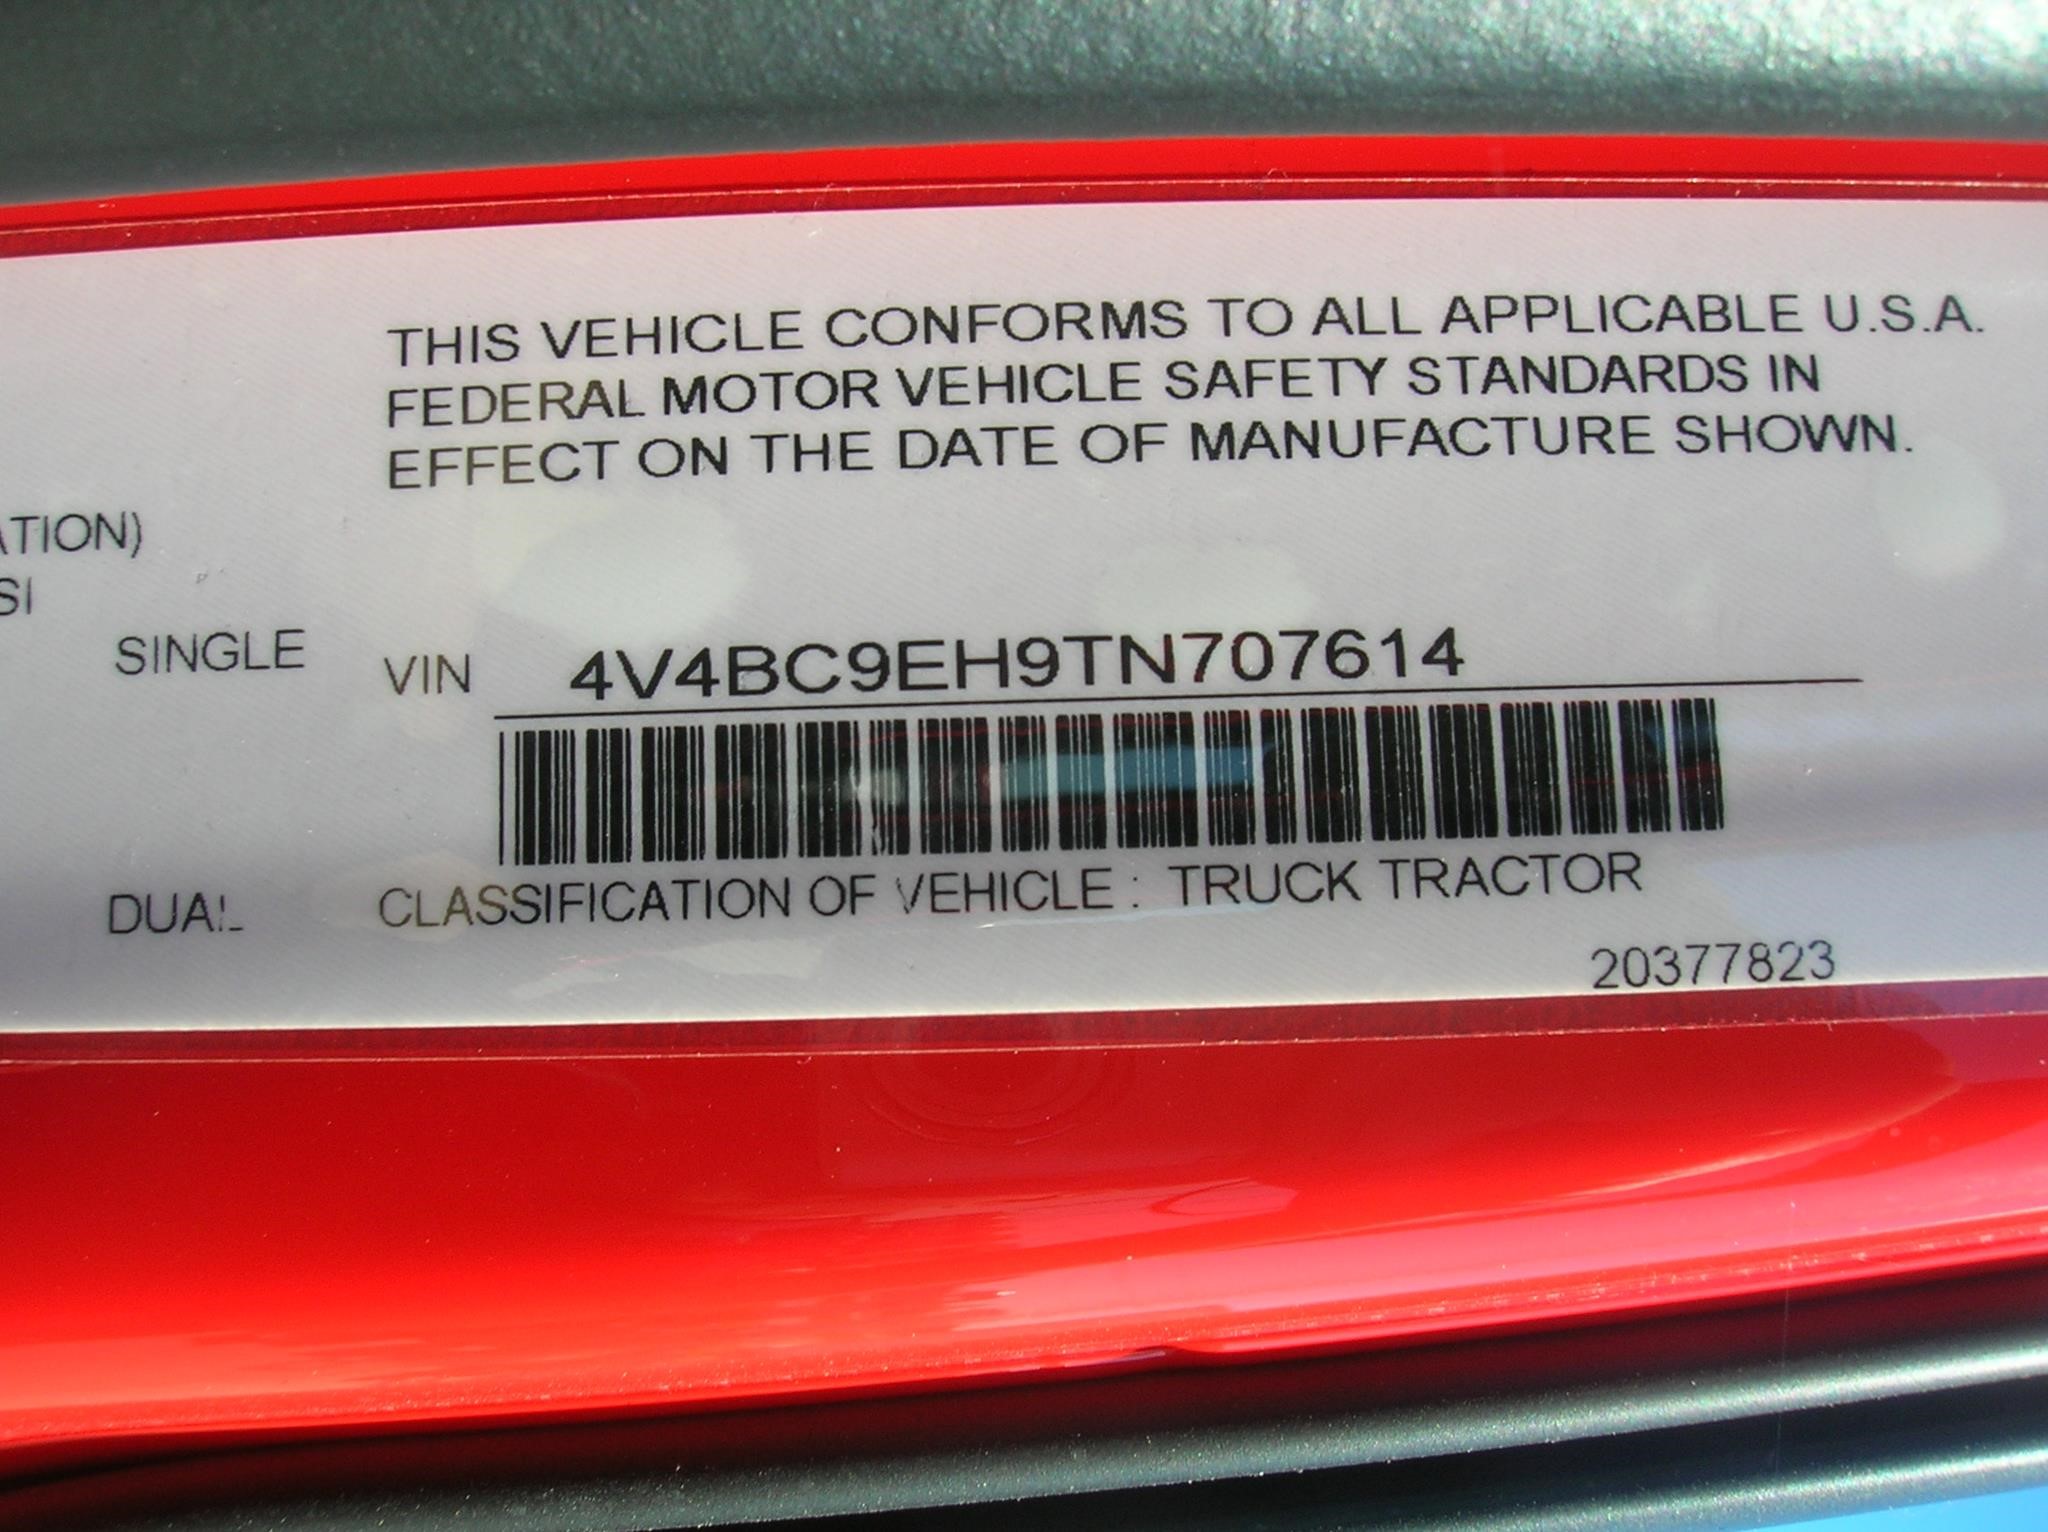 THIS VEHICLE CONFORMS TO ALL APPLICABLE U.S.A.
FEDERAL MOTOR VEHICLE SAFETY STANDARDS IN
EFFECT ON THE DATE OF MANUFACTURE SHOWN.
ATION)
SI
SINGLE
VIN 4V4BC9EH9TN707614
DUAL
CLASSIFICATION OF VEHICLE : TRUCK TRACTOR
20377823